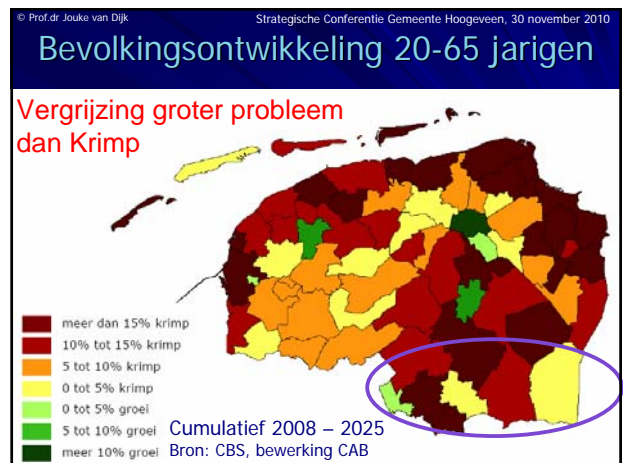 © Prof.dr Jouke van Dijk
Strategische Conferentie Gemeente Hoogeveen, 30 november 2010
Bevolkingsontwikkeling 20-65 jarigen
Vergrijzing groter probleem
dan Krimp
meer dan 15% krimp
10% tot 15% krimp
5 tot 10% krimp
0 tot 5% krimp
0 tot 5% groei
5 tot 10% groei
meer 10% groei
Cumulatief 2008 – 2025
Bron: CBS, bewerking CAB